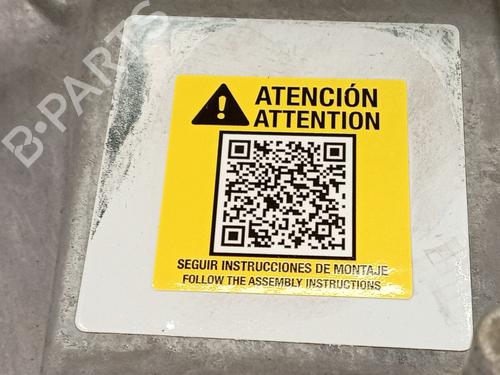 B-PARTS
ATENCIÓN
ATTENTION
SEGUIR INSTRUCCIONES DE MONTAJE
FOLLOW THE ASSEMBLY INSTRUCTIONS